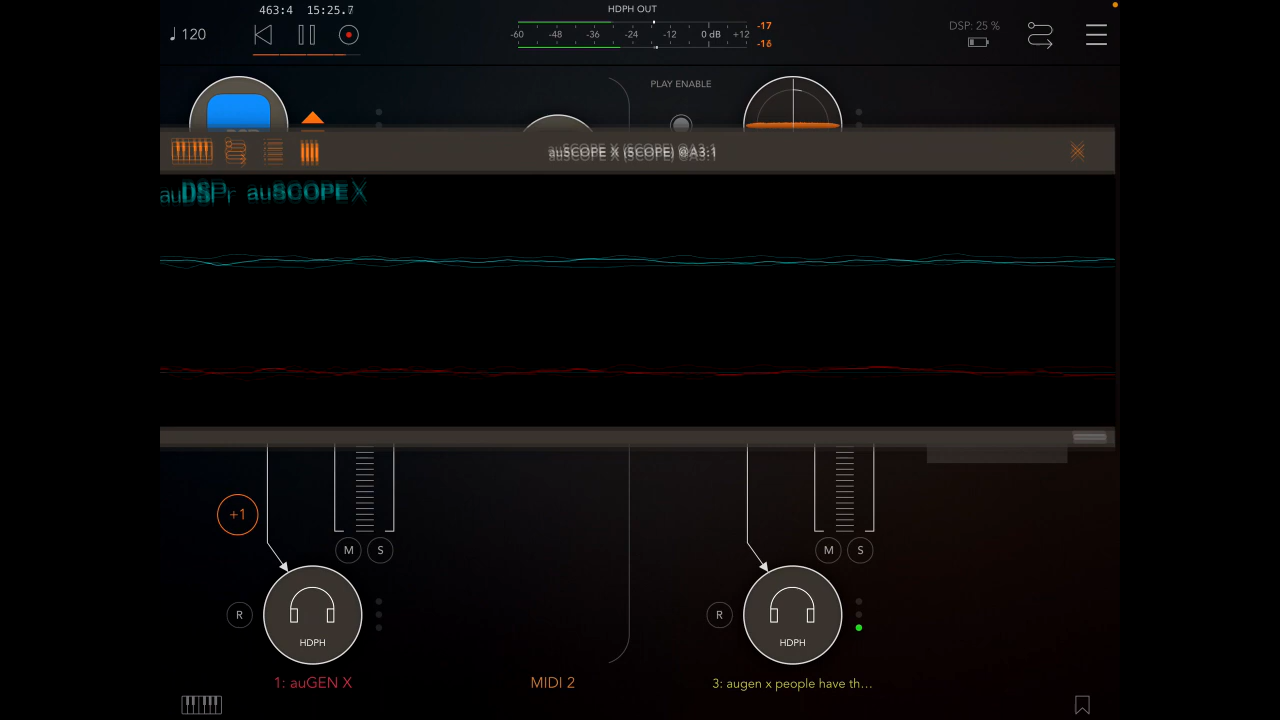 463:4 15:25.7
HDPH OUT
♩ 120
-60 -48 -36 -24 -12 0 dB +12
-17
-16
DSP: 25 %
PLAY ENABLE
auSCOPE X (SCOPE) @A3:1
auDSPr auSCOPE X
+1
M S
M S
R
HDPH
R
HDPH
1: auGEN X
MIDI 2
3: augen x people have th…